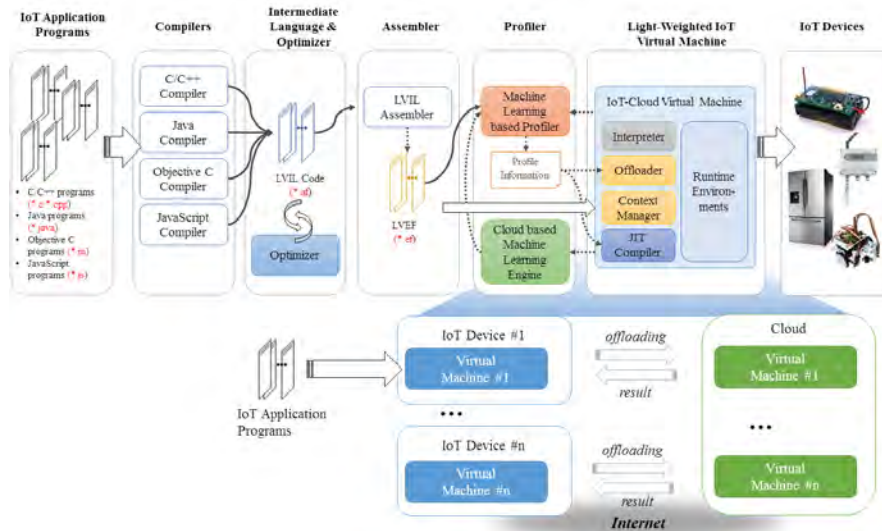 IoT Application
Programs
Compilers
Intermediate
Language &
Optimizer
Assembler
Profiler
Light-Weighted IoT
Virtual Machine
IoT Devices
C/C++
Compiler
Java
Compiler
Objective C
Compiler
JavaScript
Compiler
• C/C++ programs
(*.c/*.cpp)
• Java programs
(*.java)
• Objective C
programs (*.m)
• JavaScript
programs (*.js)
LVIL Code
(*.af)
Optimizer
LVIL
Assembler
LVEF
(*.ef)
Machine
Learning
based Profiler
Profile
Information
Cloud based
Machine
Learning
Engine
IoT-Cloud Virtual Machine
Interpreter
Offloader
Context
Manager
JIT
Compiler
Runtime
Environ-
ments
IoT Application
Programs
IoT Device #1
Virtual
Machine #1
•••
IoT Device #n
Virtual
Machine #n
offloading
result
offloading
result
Internet
Cloud
Virtual
Machine #1
•••
Virtual
Machine #n